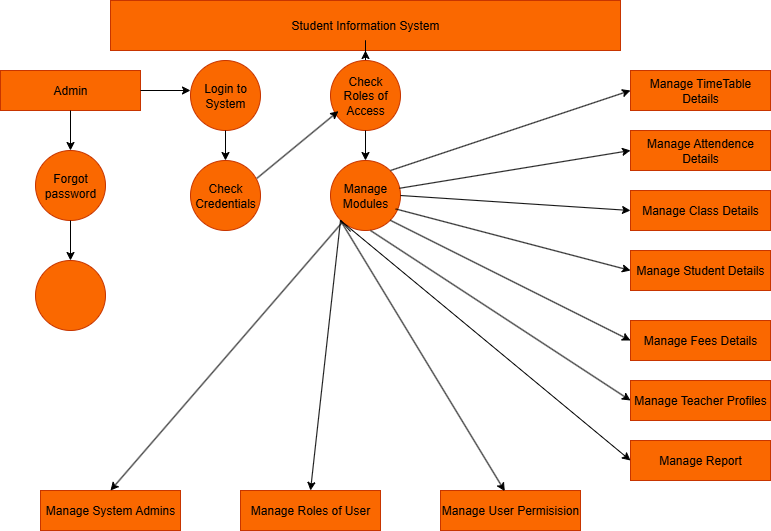 Student Information System
Admin
Login to
System
Check
Roles of
Access
Manage TimeTable
Details
Manage Attendence
Details
Forgot
password
Check
Credentials
Manage
Modules
Manage Class Details
Manage Student Details
Manage Fees Details
Manage Teacher Profiles
Manage Report
Manage System Admins
Manage Roles of User
Manage User Permisision